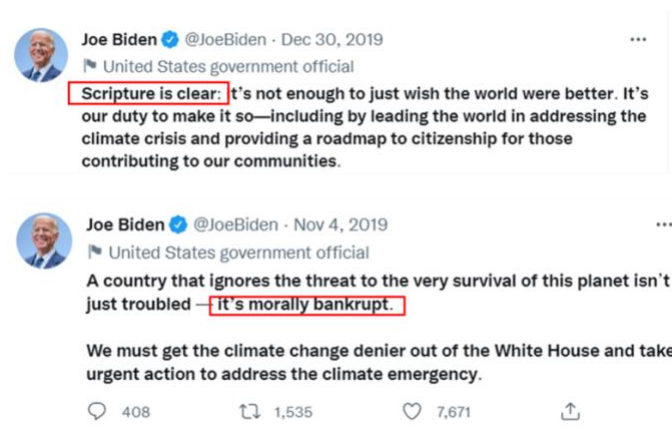 Joe Biden @JoeBiden · Dec 30, 2019
United States government official
Scripture is clear: It's not enough to just wish the world were better. It's
our duty to make it so—including by leading the world in addressing the
climate crisis and providing a roadmap to citizenship for those
contributing to our communities.
Joe Biden @JoeBiden · Nov 4, 2019
United States government official
A country that ignores the threat to the very survival of this planet isn't
just troubled — it's morally bankrupt.
We must get the climate change denier out of the White House and take
urgent action to address the climate emergency.
408 1,535 7,671